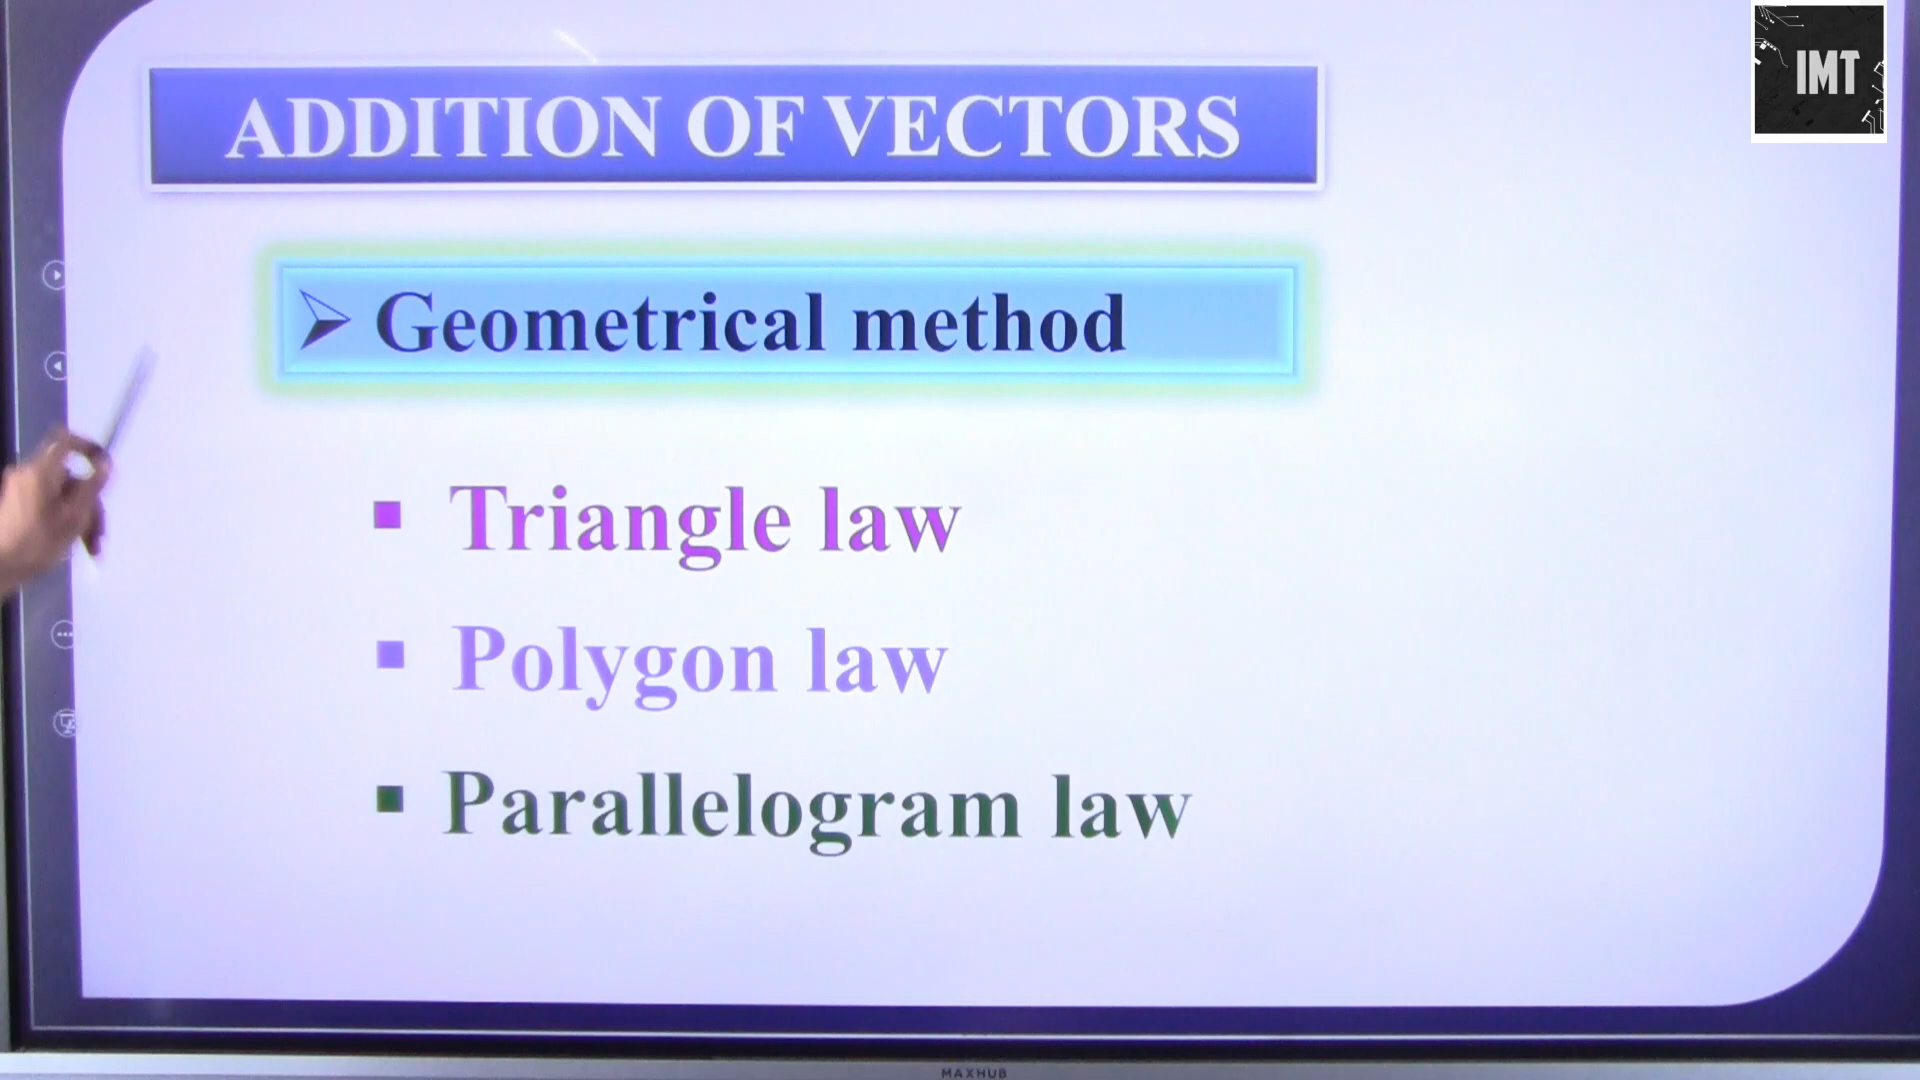 ADDITION OF VECTORS
IMT
➢ Geometrical method
▪ Triangle law
▪ Polygon law
▪ Parallelogram law
MAXHUB